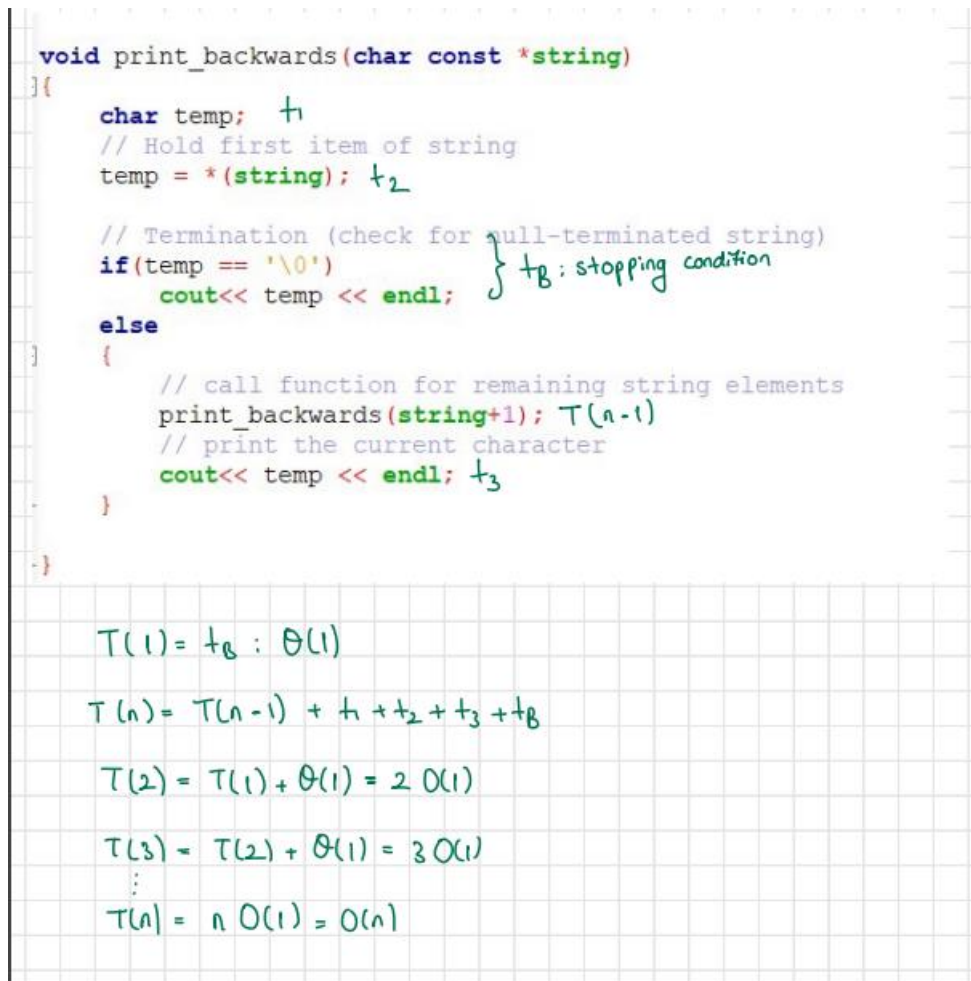 void print_backwards(char const *string)
{
char temp; t1
// Hold first item of string
temp = *(string); t2
// Termination (check for null-terminated string)
if(temp == '\0') } tB : stopping condition
cout<< temp << endl;
else
{
// call function for remaining string elements
print_backwards(string+1); T(n-1)
// print the current character
cout<< temp << endl; t3
}
}
T(1) = tB : Θ(1)
T(n) = T(n-1) + t1 + t2 + t3 + tB
T(2) = T(1) + Θ(1) = 2 O(1)
T(3) = T(2) + Θ(1) = 3 O(1)
⋮
T(n) = n O(1) = O(n)